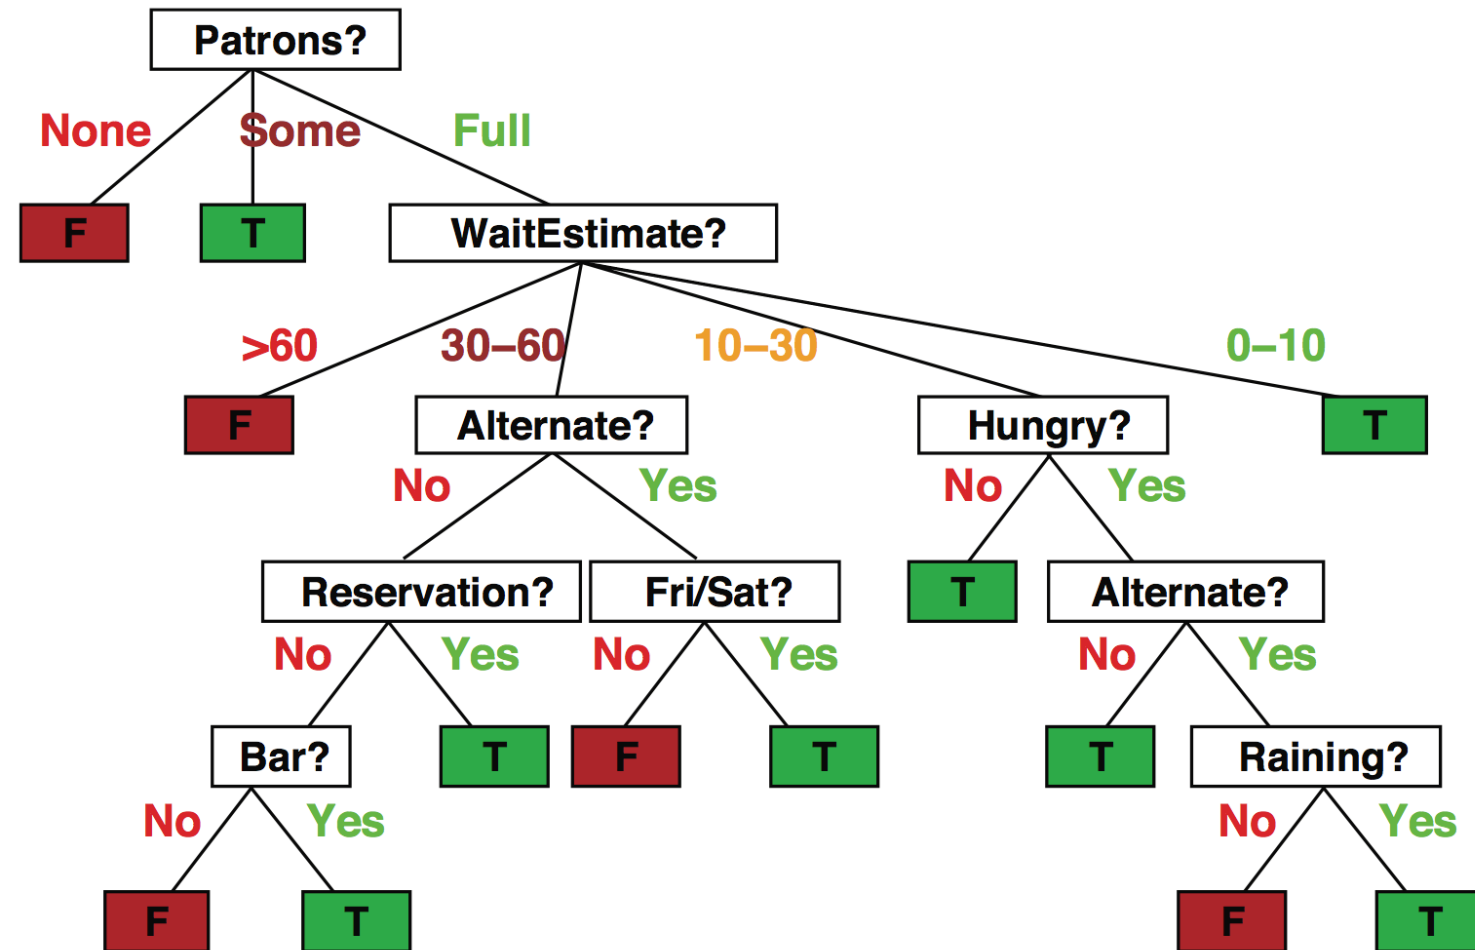 Patrons?
None Some Full
F T WaitEstimate?
>60 30–60 10–30 0–10
F Alternate? Hungry? T
No Yes No Yes
Reservation? Fri/Sat? T Alternate?
No Yes No Yes No Yes
Bar? T F T T Raining?
No Yes No Yes
F T F T